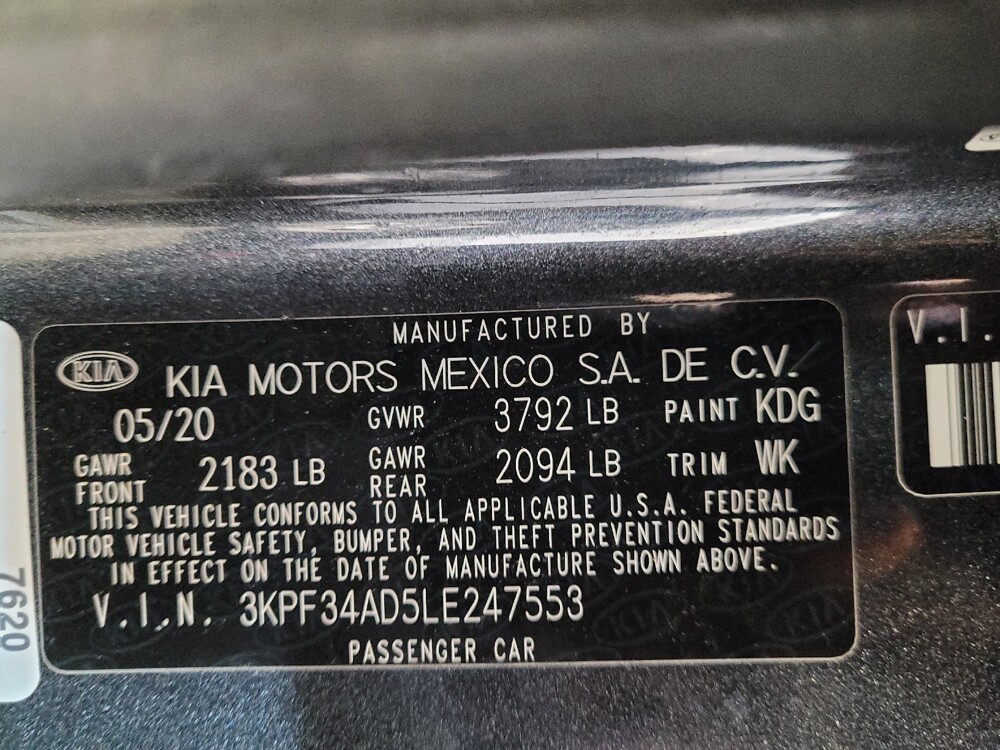 MANUFACTURED BY
KIA KIA MOTORS MEXICO S.A. DE C.V.
05/20 GVWR 3792 LB PAINT KDG
GAWR FRONT 2183 LB GAWR REAR 2094 LB TRIM WK
THIS VEHICLE CONFORMS TO ALL APPLICABLE U.S.A. FEDERAL
MOTOR VEHICLE SAFETY, BUMPER, AND THEFT PREVENTION STANDARDS
IN EFFECT ON THE DATE OF MANUFACTURE SHOWN ABOVE.
V.I.N. 3KPF34AD5LE247553
PASSENGER CAR
V.I.
7620